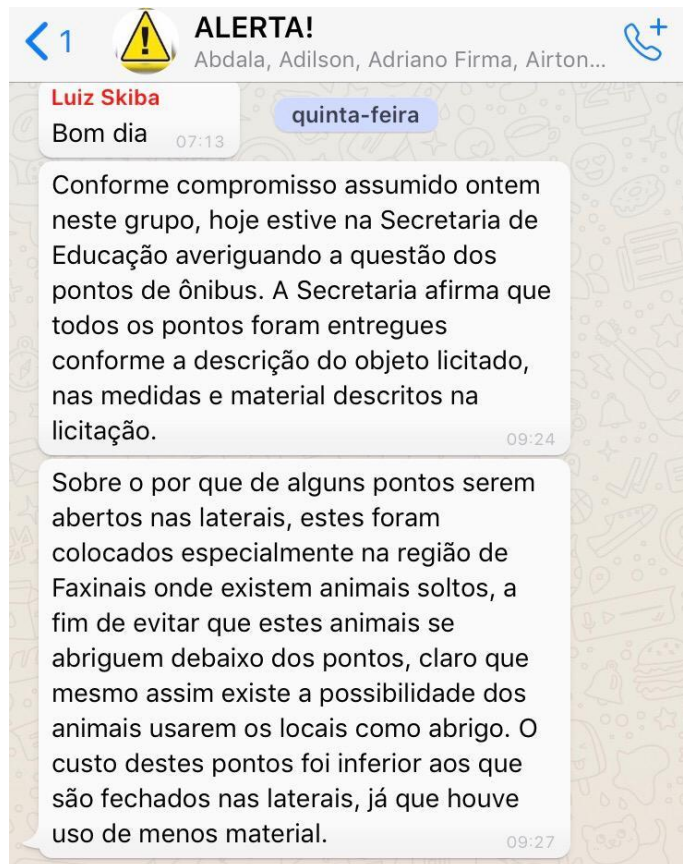 1
ALERTA!
Abdala, Adilson, Adriano Firma, Airton...
Luiz Skiba
Bom dia 07:13
quinta-feira
Conforme compromisso assumido ontem
neste grupo, hoje estive na Secretaria de
Educação averiguando a questão dos
pontos de ônibus. A Secretaria afirma que
todos os pontos foram entregues
conforme a descrição do objeto licitado,
nas medidas e material descritos na
licitação. 09:24
Sobre o por que de alguns pontos serem
abertos nas laterais, estes foram
colocados especialmente na região de
Faxinais onde existem animais soltos, a
fim de evitar que estes animais se
abriguem debaixo dos pontos, claro que
mesmo assim existe a possibilidade dos
animais usarem os locais como abrigo. O
custo destes pontos foi inferior aos que
são fechados nas laterais, já que houve
uso de menos material. 09:27